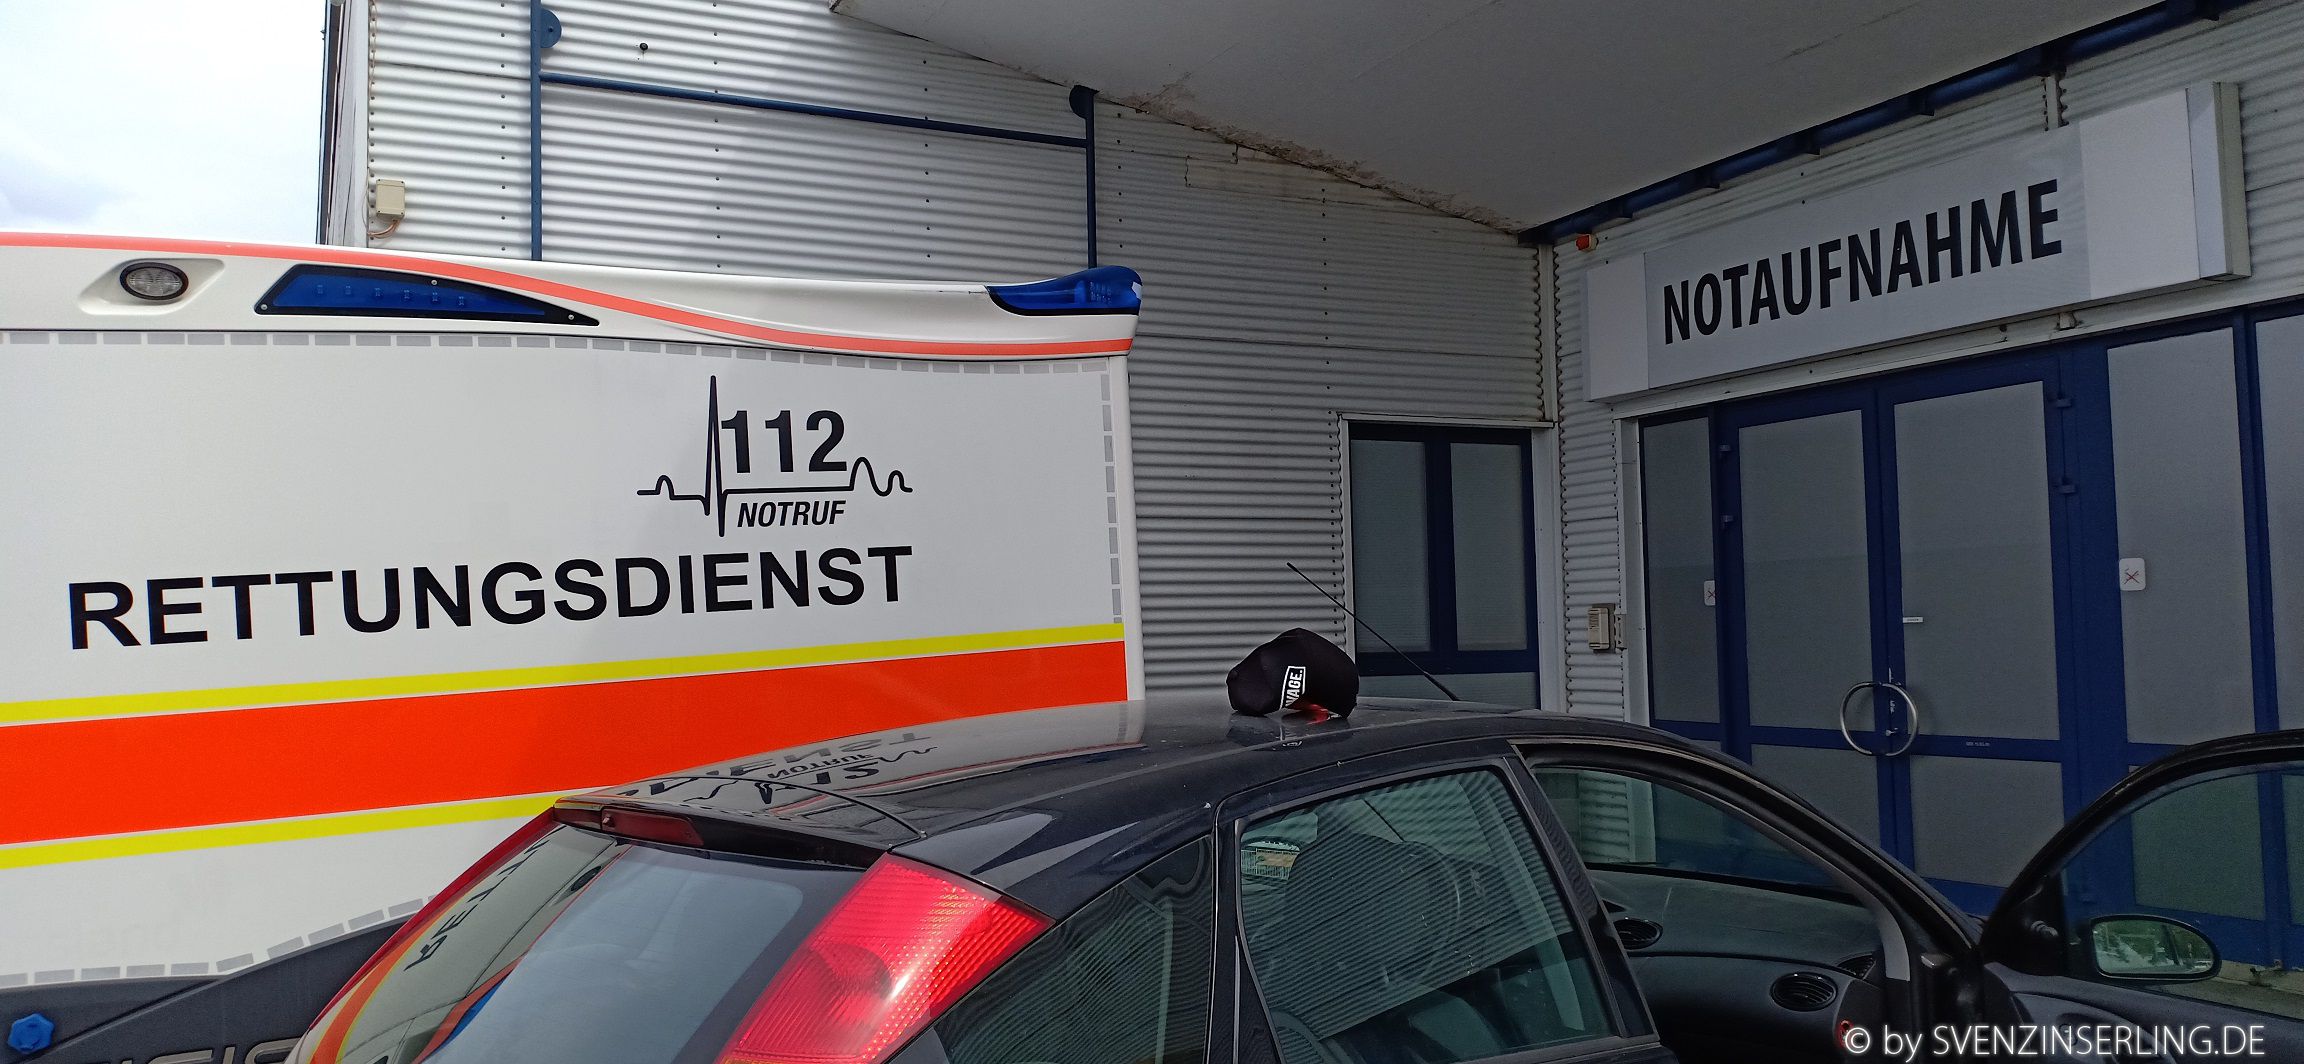 NOTAUFNAHME
112
NOTRUF
RETTUNGSDIENST
© by SVENZINSERLING.DE